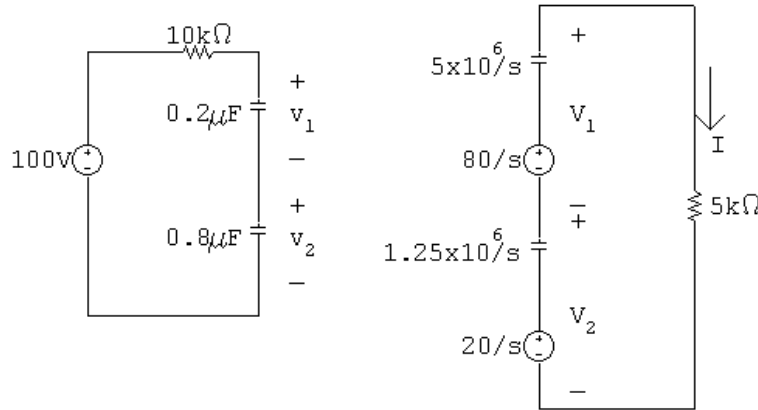 10kΩ
+
0.2μF
v₁
−
100V
+
0.8μF
v₂
−
+
5x10⁶/s
V₁
I
80/s
5kΩ
−
+
1.25x10⁶/s
V₂
20/s
−